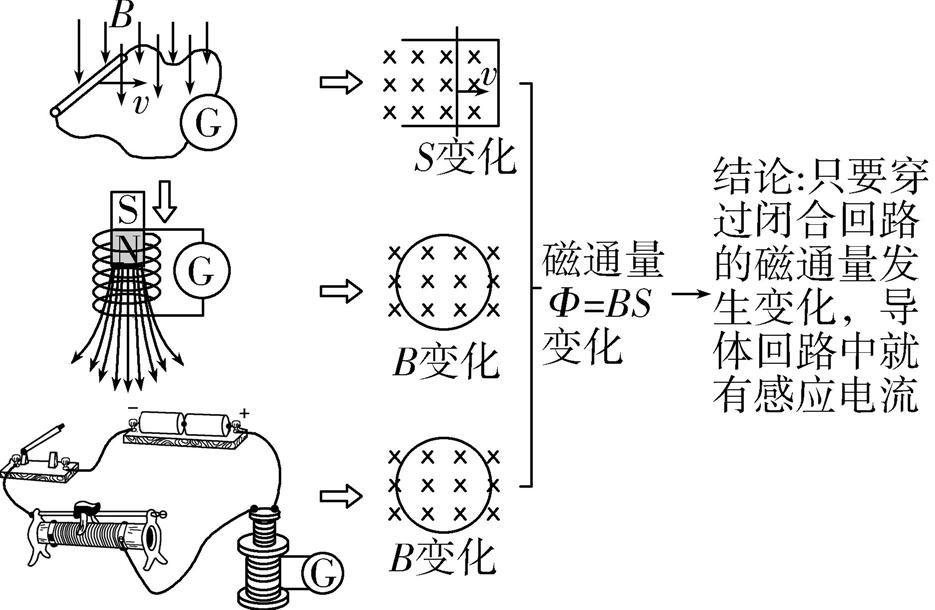 B
v
G
× × × ×
× × × ×
v
× × × ×
S变化
S
N
G
× × × ×
× × × ×
× × × ×
B变化
− +
G
× × × ×
× × × ×
× × × ×
B变化
磁通量
Φ=BS
变化
结论:只要穿
过闭合回路
的磁通量发
生变化，导
体回路中就
有感应电流